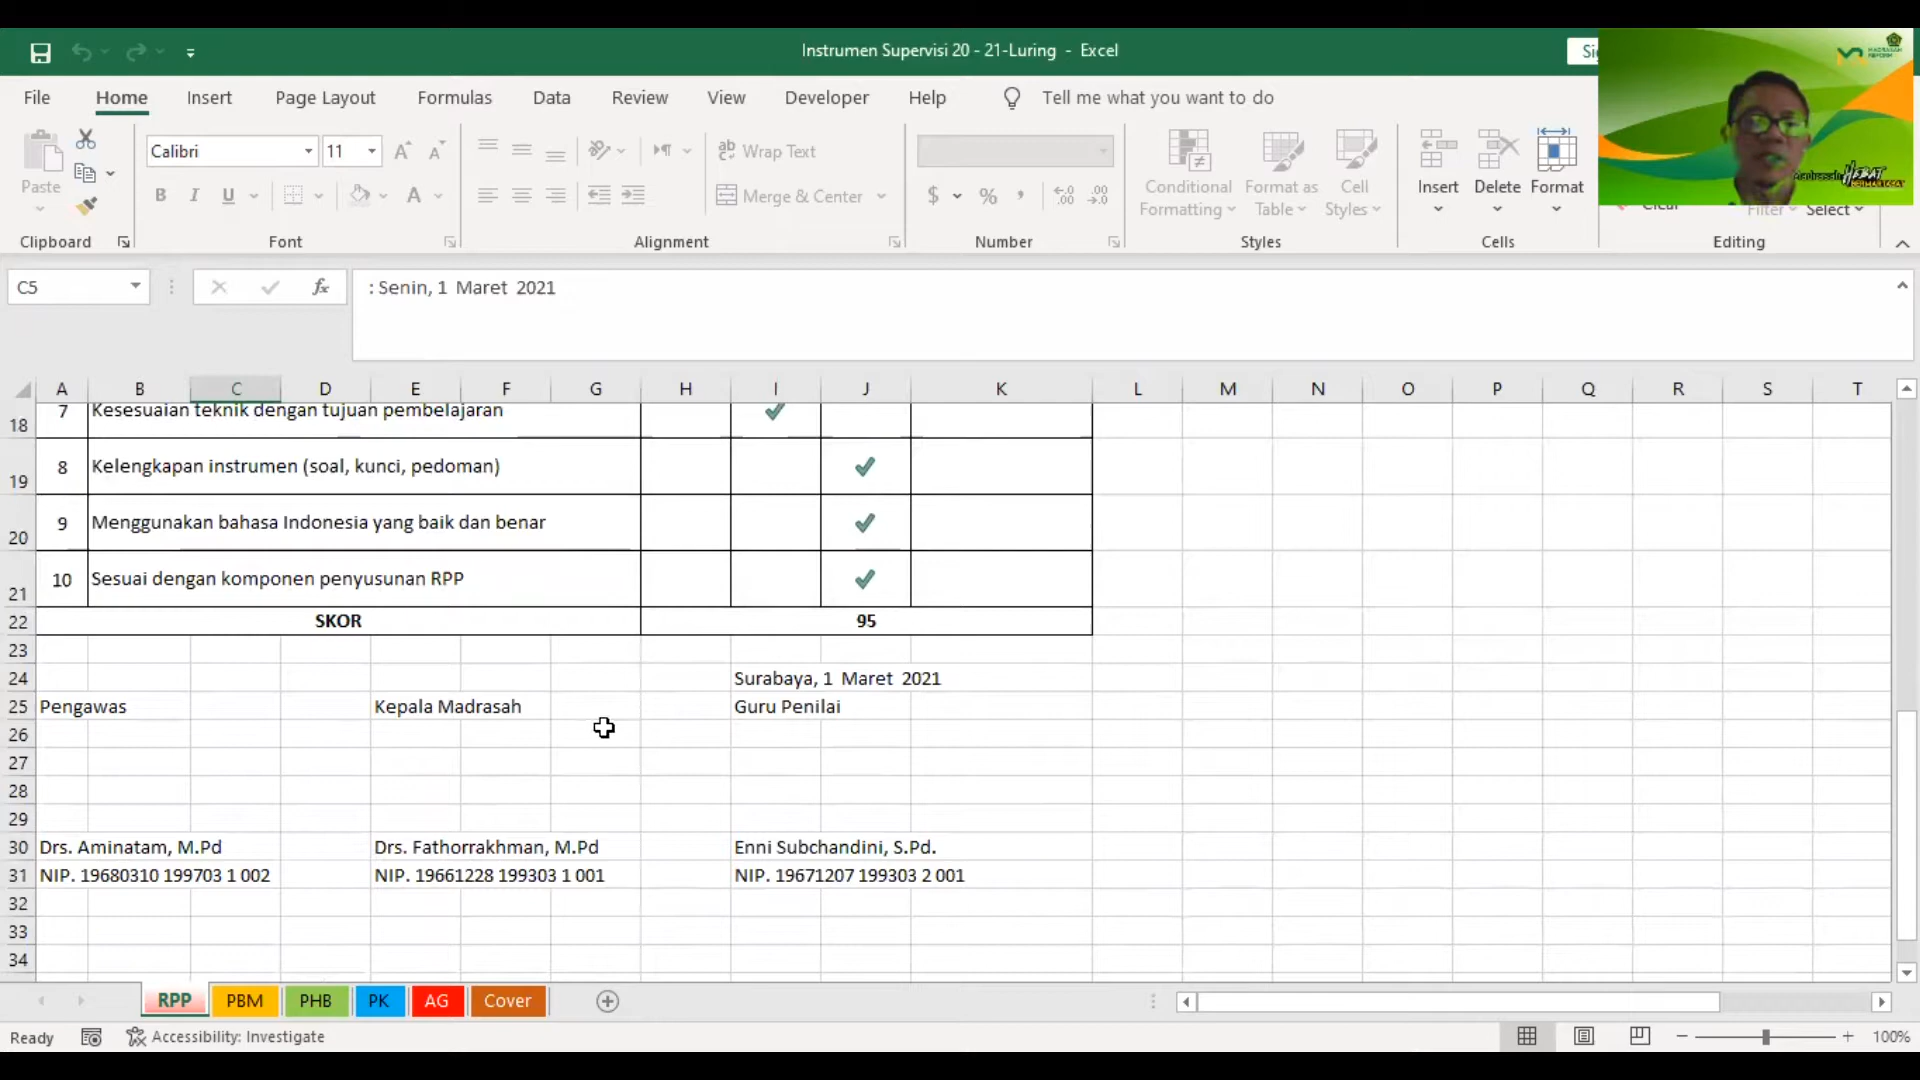 Instrumen Supervisi 20 - 21-Luring - Excel
File Home Insert Page Layout Formulas Data Review View Developer Help Tell me what you want to do
Calibri 11
Wrap Text
Paste
Merge & Center
$ % ,
Conditional Formatting
Format as Table
Cell Styles
Insert Delete Format
Select
Clipboard Font Alignment Number Styles Cells Editing
C5
: Senin, 1 Maret 2021
A B C D E F G H I J K L M N O P Q R S T
18 7 Kesesuaian teknik dengan tujuan pembelajaran
19 8 Kelengkapan instrumen (soal, kunci, pedoman)
20 9 Menggunakan bahasa Indonesia yang baik dan benar
21 10 Sesuai dengan komponen penyusunan RPP
22 SKOR 95
23
24 Surabaya, 1 Maret 2021
25 Pengawas Kepala Madrasah Guru Penilai
26
27
28
29
30 Drs. Aminatam, M.Pd Drs. Fathorrakhman, M.Pd Enni Subchandini, S.Pd.
31 NIP. 19680310 199703 1 002 NIP. 19661228 199303 1 001 NIP. 19671207 199303 2 001
32
33
34
RPP PBM PHB PK AG Cover
Ready Accessibility: Investigate 100%